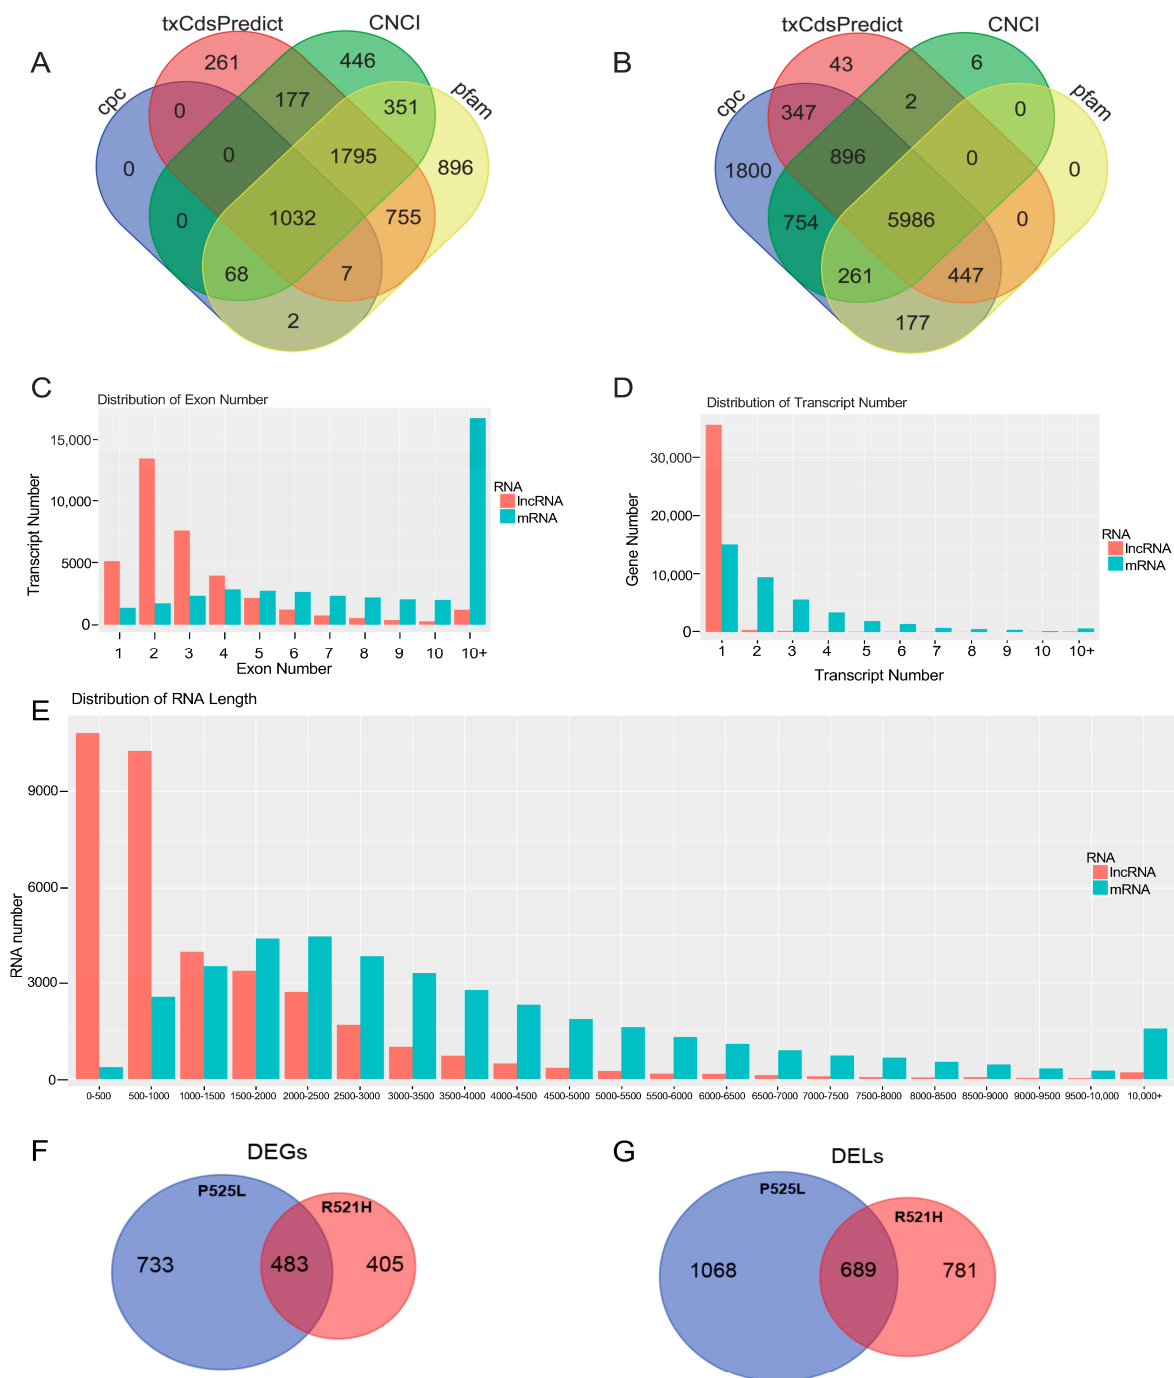 A
txCdsPredict
CNCI
cpc
pfam
261
446
0
177
351
0
0
1795
896
0
1032
755
68
7
2
B
txCdsPredict
CNCI
cpc
pfam
43
6
347
2
0
1800
896
0
0
754
5986
0
261
447
177
C
Distribution of Exon Number
Transcript Number
15,000
10,000
5000
0
1 2 3 4 5 6 7 8 9 10 10+
Exon Number
RNA
lncRNA
mRNA
D
Distribution of Transcript Number
Gene Number
30,000
20,000
10,000
0
1 2 3 4 5 6 7 8 9 10 10+
Transcript Number
RNA
lncRNA
mRNA
E
Distribution of RNA Length
RNA number
9000
6000
3000
0
0-500 500-1000 1000-1500 1500-2000 2000-2500 2500-3000 3000-3500 3500-4000 4000-4500 4500-5000 5000-5500 5500-6000 6000-6500 6500-7000 7000-7500 7500-8000 8000-8500 8500-9000 9000-9500 9500-10,000 10,000+
RNA
lncRNA
mRNA
F
DEGs
P525L
R521H
733
483
405
G
DELs
P525L
R521H
1068
689
781